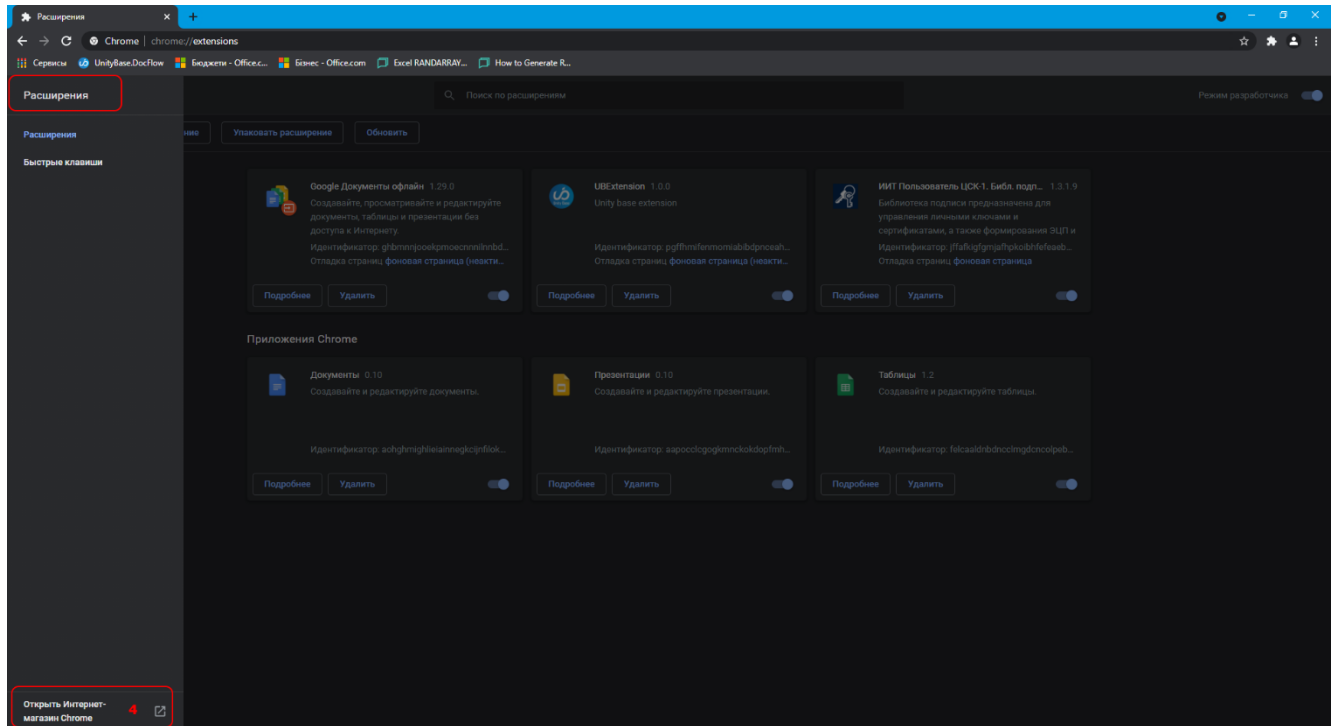 Расширения
Chrome | chrome://extensions
Сервисы UnityBase.DocFlow Бюджети - Office.c... Бізнес - Office.com Excel RANDARRAY... How to Generate R...
Расширения Поиск по расширениям Режим разработчика
Расширения ние Упаковать расширение Обновить
Быстрые клавиши
Google Документы офлайн 1.29.0
Создавайте, просматривайте и редактируйте
документы, таблицы и презентации без
доступа к Интернету.
Отладка страниц фоновая страница (неакти...
Подробнее Удалить
UBExtension 1.0.0
Unity base extension
Отладка страниц фоновая страница (неакти...
Подробнее Удалить
ИИТ Пользователь ЦСК-1. Библ. подп... 1.3.1.9
Библиотека подписи предназначена для
управления личными ключами и
сертификатами, а также формирования ЭЦП и
Отладка страниц фоновая страница
Подробнее Удалить
Приложения Chrome
Документы 0.10
Создавайте и редактируйте документы.
Идентификатор:
Подробнее Удалить
Презентации 0.10
Создавайте и редактируйте презентации.
Идентификатор:
Подробнее Удалить
Таблицы 1.2
Создавайте и редактируйте таблицы.
Идентификатор:
Подробнее Удалить
Открыть Интернет-
магазин Chrome 4